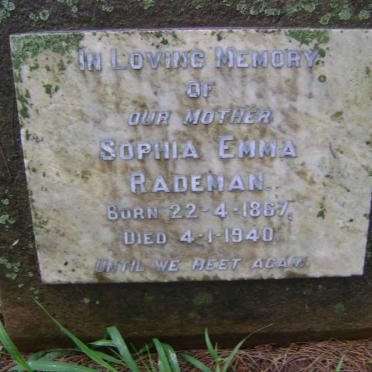 IN LOVING MEMORY
OF
OUR MOTHER
SOPHIA EMMA
RADEMAN.
BORN 22-4-1867,
DIED 4-1-1940.
UNTIL WE MEET AGAIN.